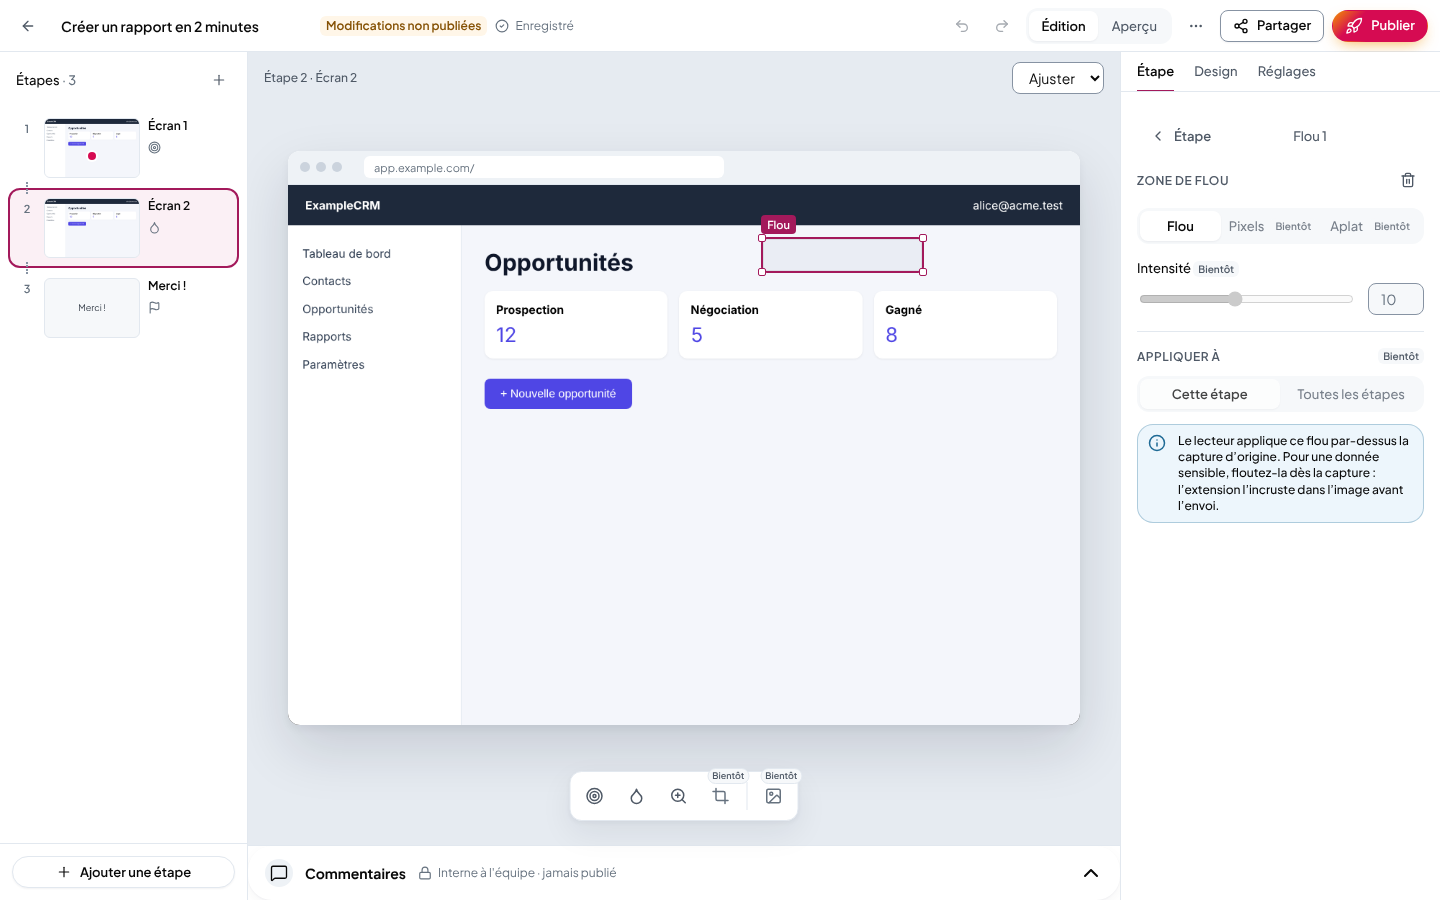 Créer un rapport en 2 minutes
Modifications non publiées
Enregistré
Édition
Aperçu
Partager
Publier
Étapes · 3
1
Écran 1
2
Écran 2
3
Merci !
Merci !
Ajouter une étape
Étape 2 · Écran 2
Ajuster
app.example.com/
ExampleCRM
alice@acme.test
Tableau de bord
Contacts
Opportunités
Rapports
Paramètres
Flou
Opportunités
Prospection
12
Négociation
5
Gagné
8
+ Nouvelle opportunité
Bientôt
Bientôt
Commentaires
Interne à l'équipe · jamais publié
Étape
Design
Réglages
Étape
Flou 1
ZONE DE FLOU
Flou
Pixels Bientôt
Aplat Bientôt
Intensité Bientôt
10
APPLIQUER À
Bientôt
Cette étape
Toutes les étapes
Le lecteur applique ce flou par-dessus la
capture d'origine. Pour une donnée
sensible, floutez-la dès la capture :
l'extension l'incruste dans l'image avant
l'envoi.